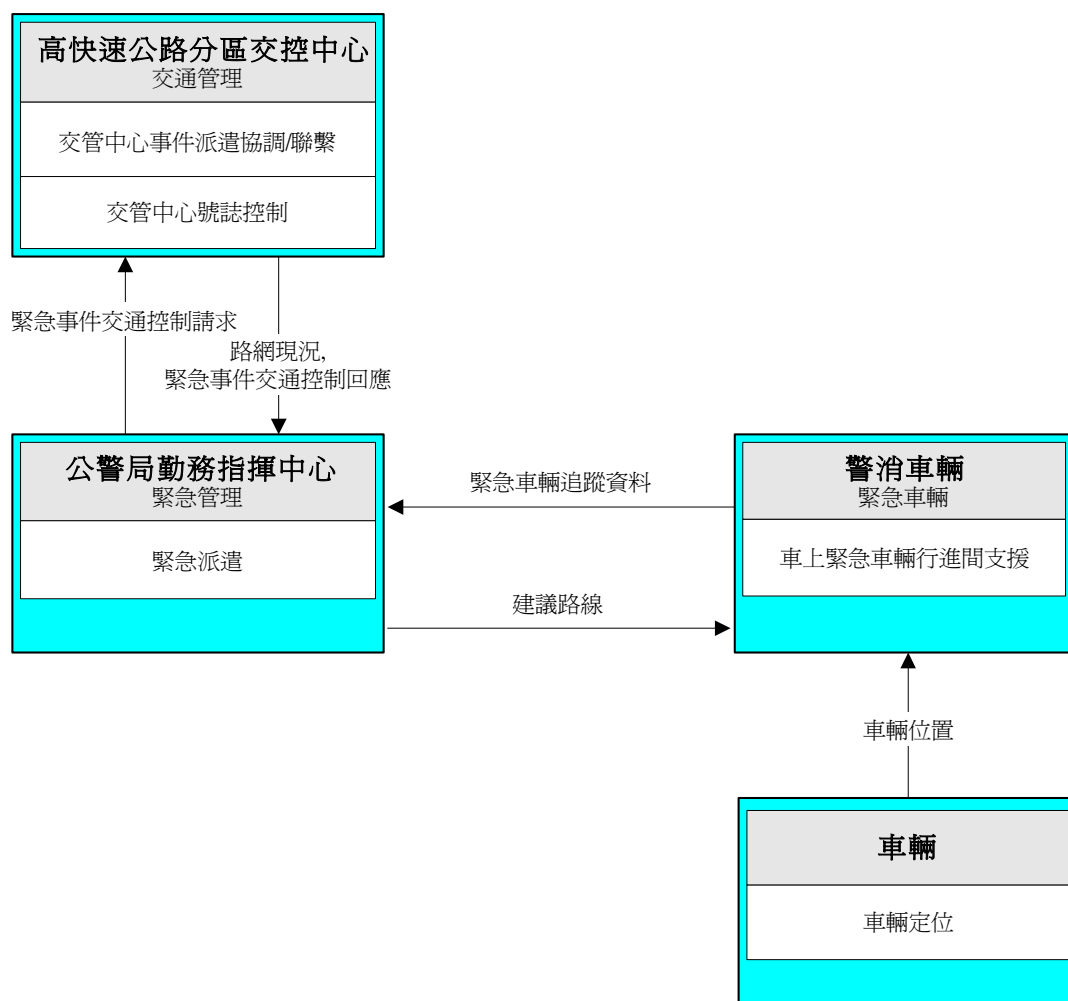 高快速公路分區交控中心
交通管理
交管中心事件派遣協調/聯繫
交管中心號誌控制
緊急事件交通控制請求
路網現況,
緊急事件交通控制回應
公警局勤務指揮中心
緊急管理
緊急派遣
緊急車輛追蹤資料
建議路線
警消車輛
緊急車輛
車上緊急車輛行進間支援
車輛位置
車輛
車輛定位